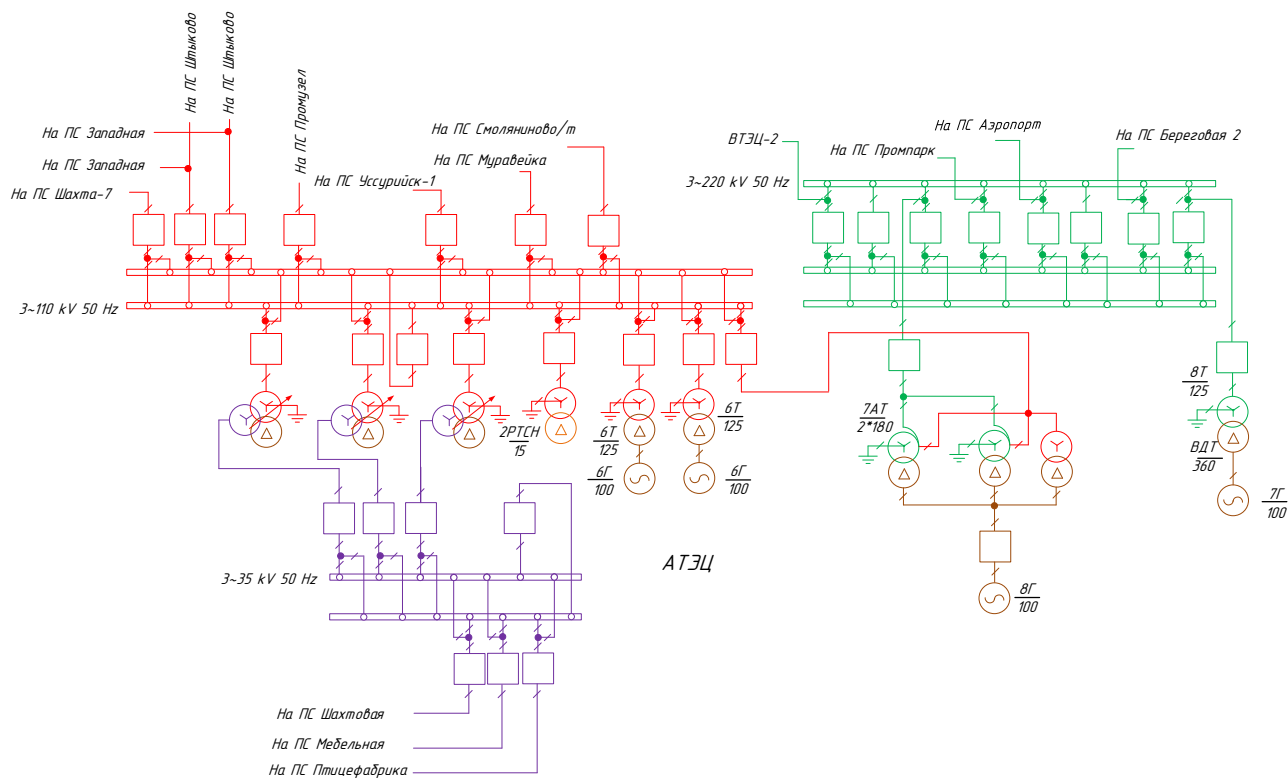 На ПС Штыково
На ПС Штыково
На ПС Промузел
На ПС Западная
На ПС Западная
На ПС Шахта-7
На ПС Уссурийск-1
На ПС Смоляниново/т
На ПС Муравейка
ВТЭЦ-2
На ПС Аэропорт
На ПС Промпарк
На ПС Береговая 2
3~220 kV 50 Hz
3~110 kV 50 Hz
2РТСН
15
6Т
125
6Т
125
6Г
100
6Г
100
7АТ
2*180
8Т
125
ВДТ
360
7Г
100
8Г
100
АТЭЦ
3~35 kV 50 Hz
На ПС Шахтовая
На ПС Мебельная
На ПС Птицефабрика